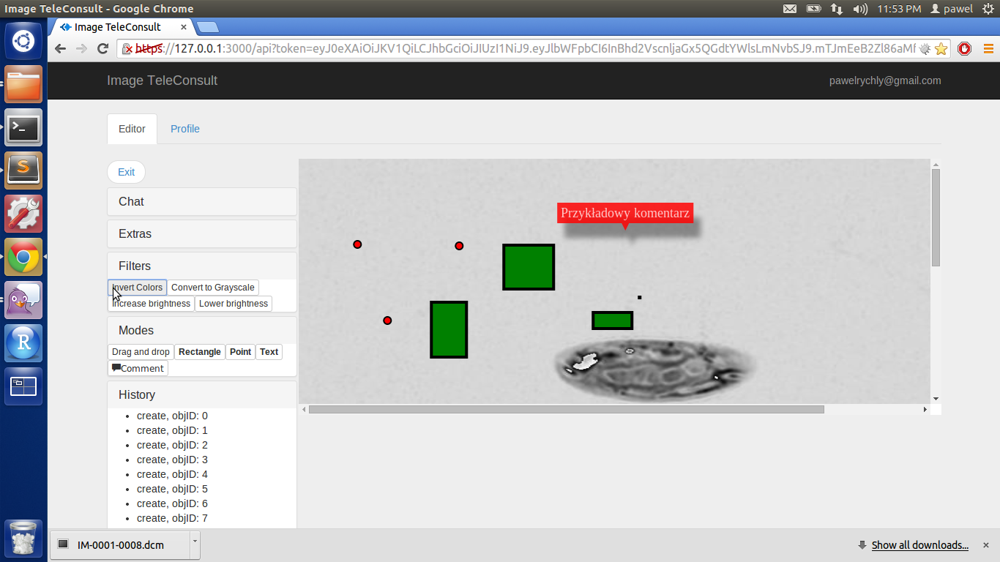 Image TeleConsult - Google Chrome
11:53 PM pawel
Image TeleConsult
https://127.0.0.1:3000/api?token=eyJ0eXAiOiJKV1QiLCJhbGciOiJIUzI1NiJ9.eyJlbWFpbCI6InBhd2VscnljaGx5QGdtYWlsLmNvbSJ9.mTJmEeB2Zl86aMf
Image TeleConsult
pawelrychly@gmail.com
Editor Profile
Exit
Chat
Extras
Filters
Invert Colors Convert to Grayscale
Increase brightness Lower brightness
Modes
Drag and drop Rectangle Point Text
Comment
History
create, objID: 0
create, objID: 1
create, objID: 2
create, objID: 3
create, objID: 4
create, objID: 5
create, objID: 6
create, objID: 7
Przykładowy komentarz
IM-0001-0008.dcm
Show all downloads...